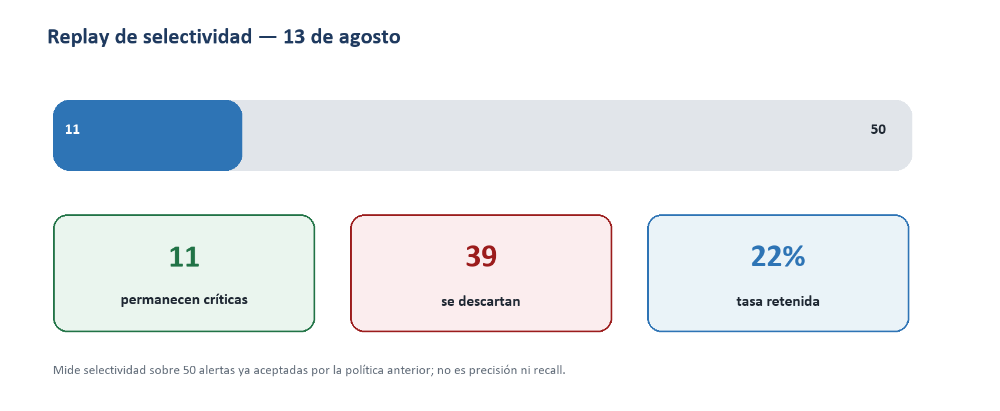 Replay de selectividad — 13 de agosto
11
50
11
39
22%
permanecen críticas
se descartan
tasa retenida
Mide selectividad sobre 50 alertas ya aceptadas por la política anterior; no es precisión ni recall.